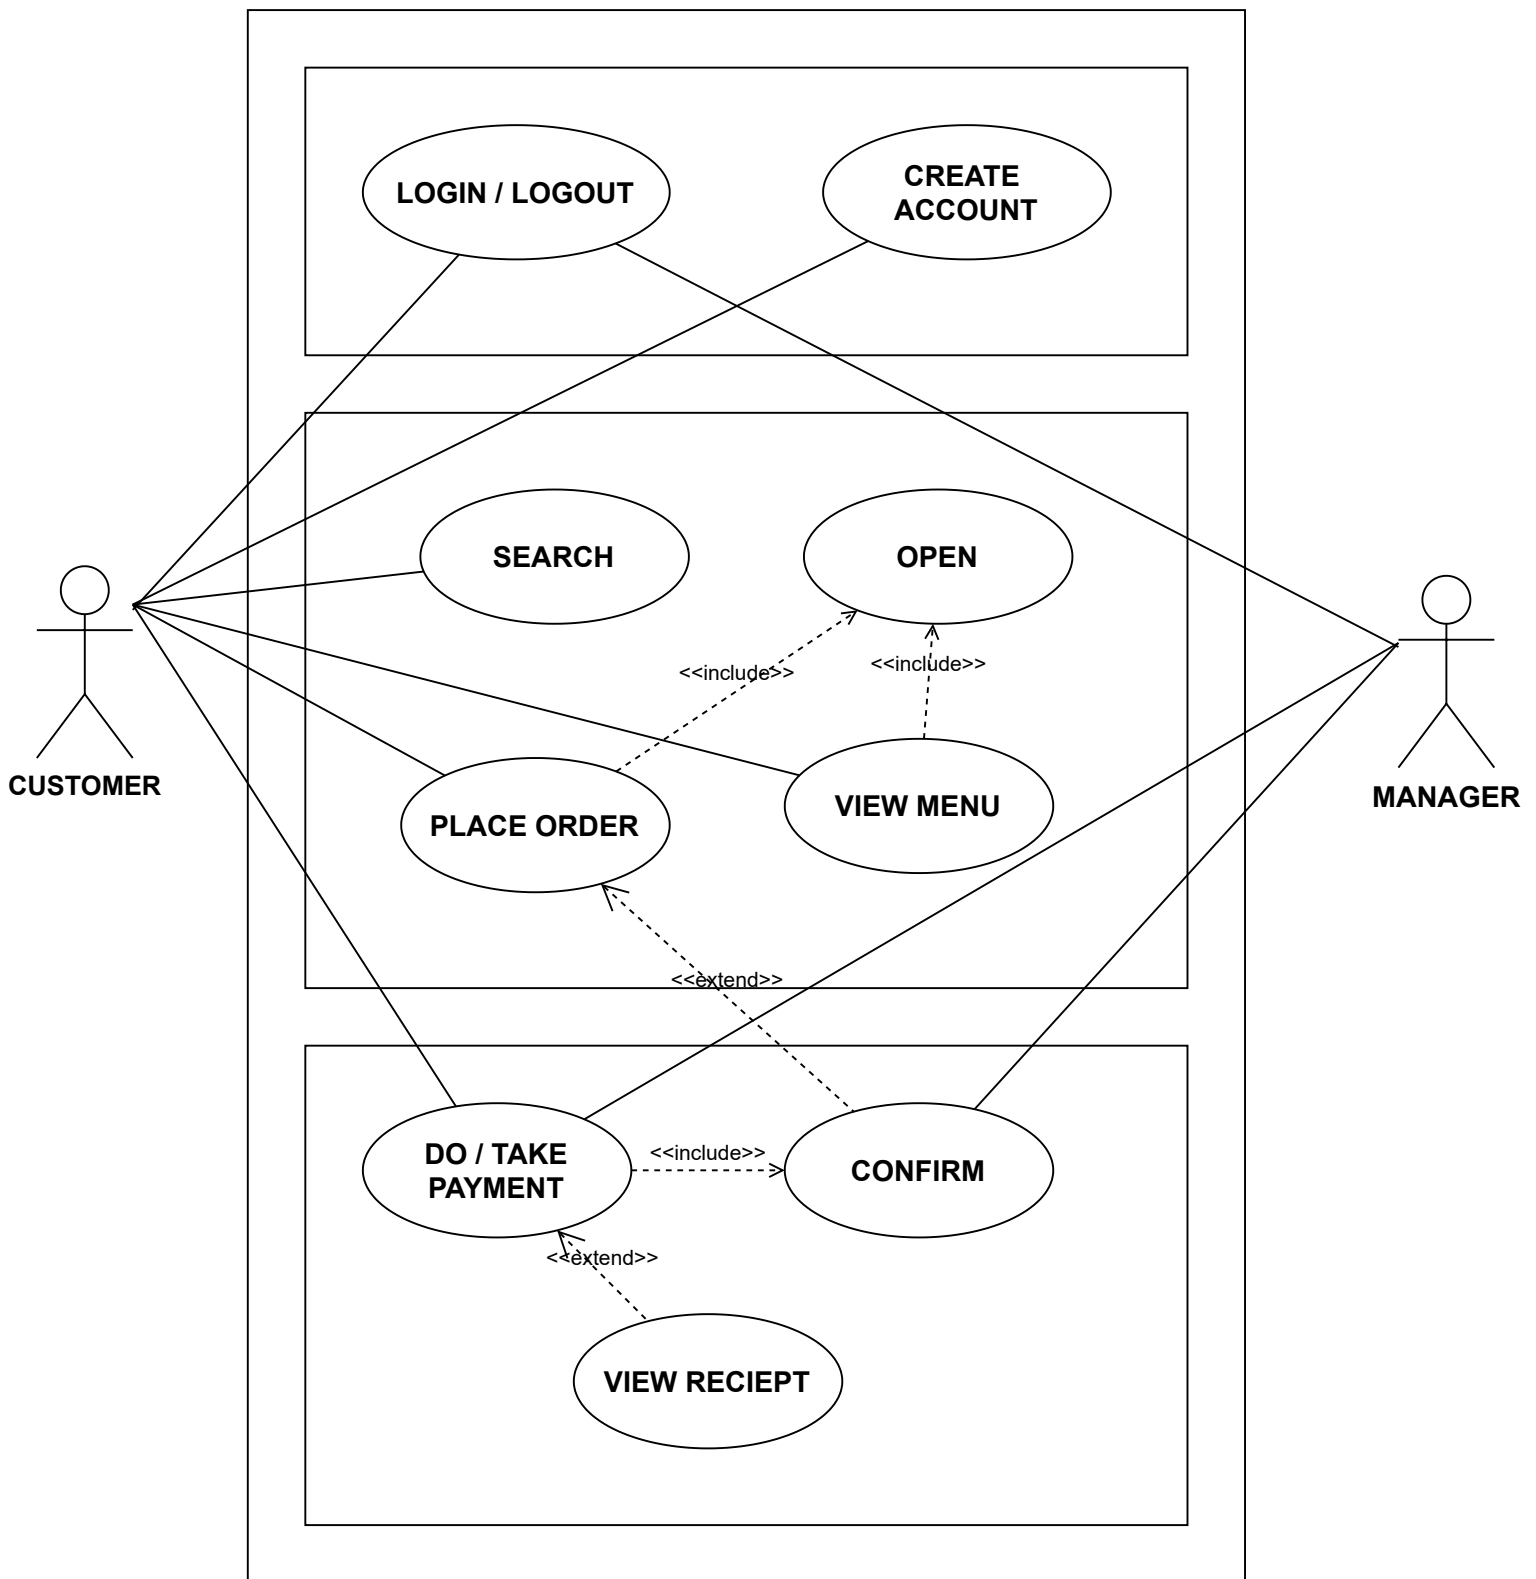 LOGIN / LOGOUT
CREATE
ACCOUNT
SEARCH
OPEN
<<include>>
<<include>>
CUSTOMER
MANAGER
PLACE ORDER
VIEW MENU
<<extend>>
DO / TAKE
PAYMENT
<<include>>
CONFIRM
<<extend>>
VIEW RECIEPT